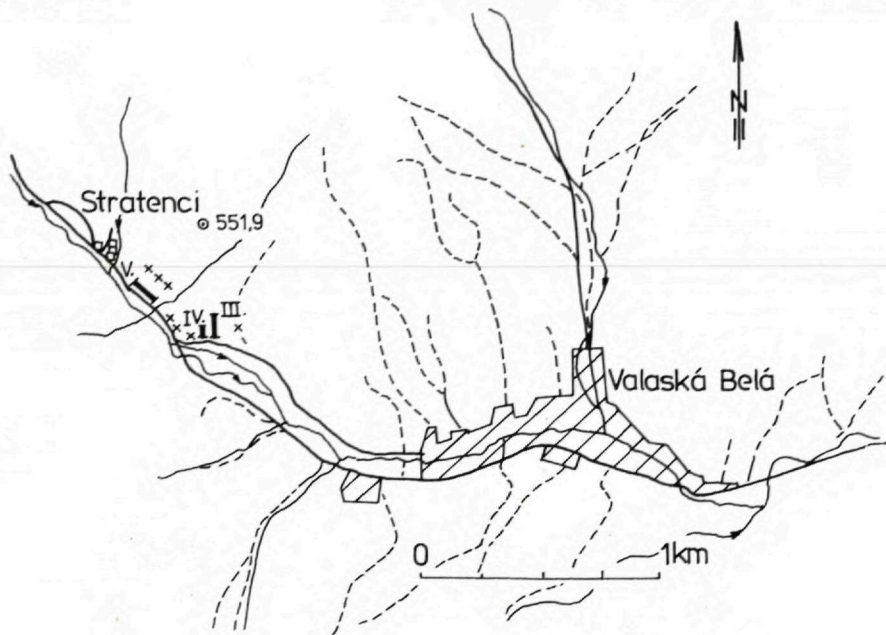 N
Stratenci
551,9
V.
IV.
III.
Valaská Belá
0 1km